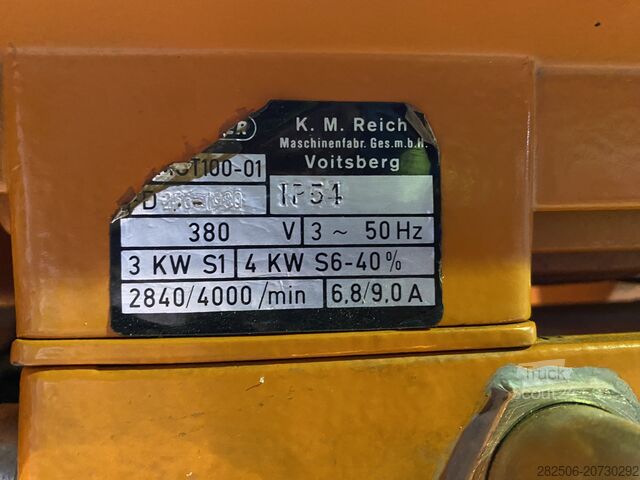 ER
K. M. Reich
Maschinenfabr. Ges.m.b.H.
Voitsberg
T100-01
D IP54
380 V 3 ~ 50 Hz
3 KW S1 4 KW S6-40%
2840/4000/min 6,8/9,0 A
Truck
Scout24
282506-20730292